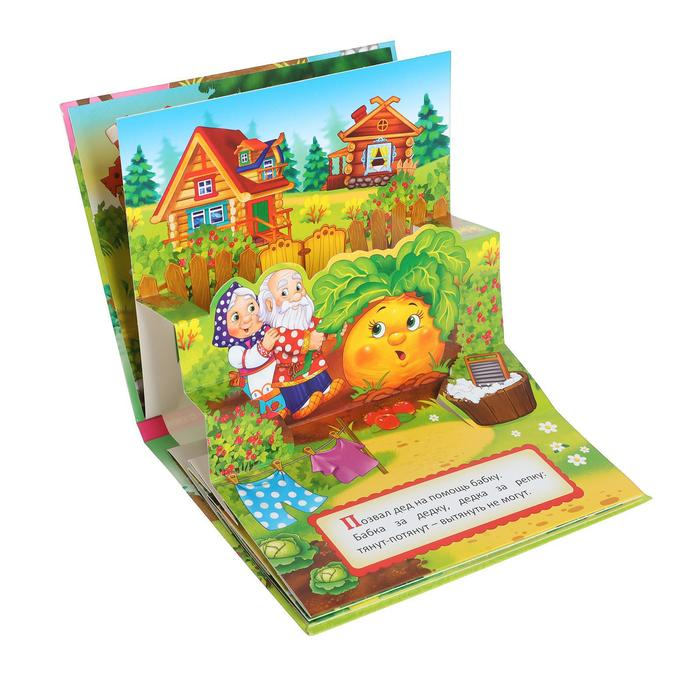 Позвал дед на помощь бабку.
Бабка за дедку, дедка за репку:
тянут-потянут – вытянуть не могут.